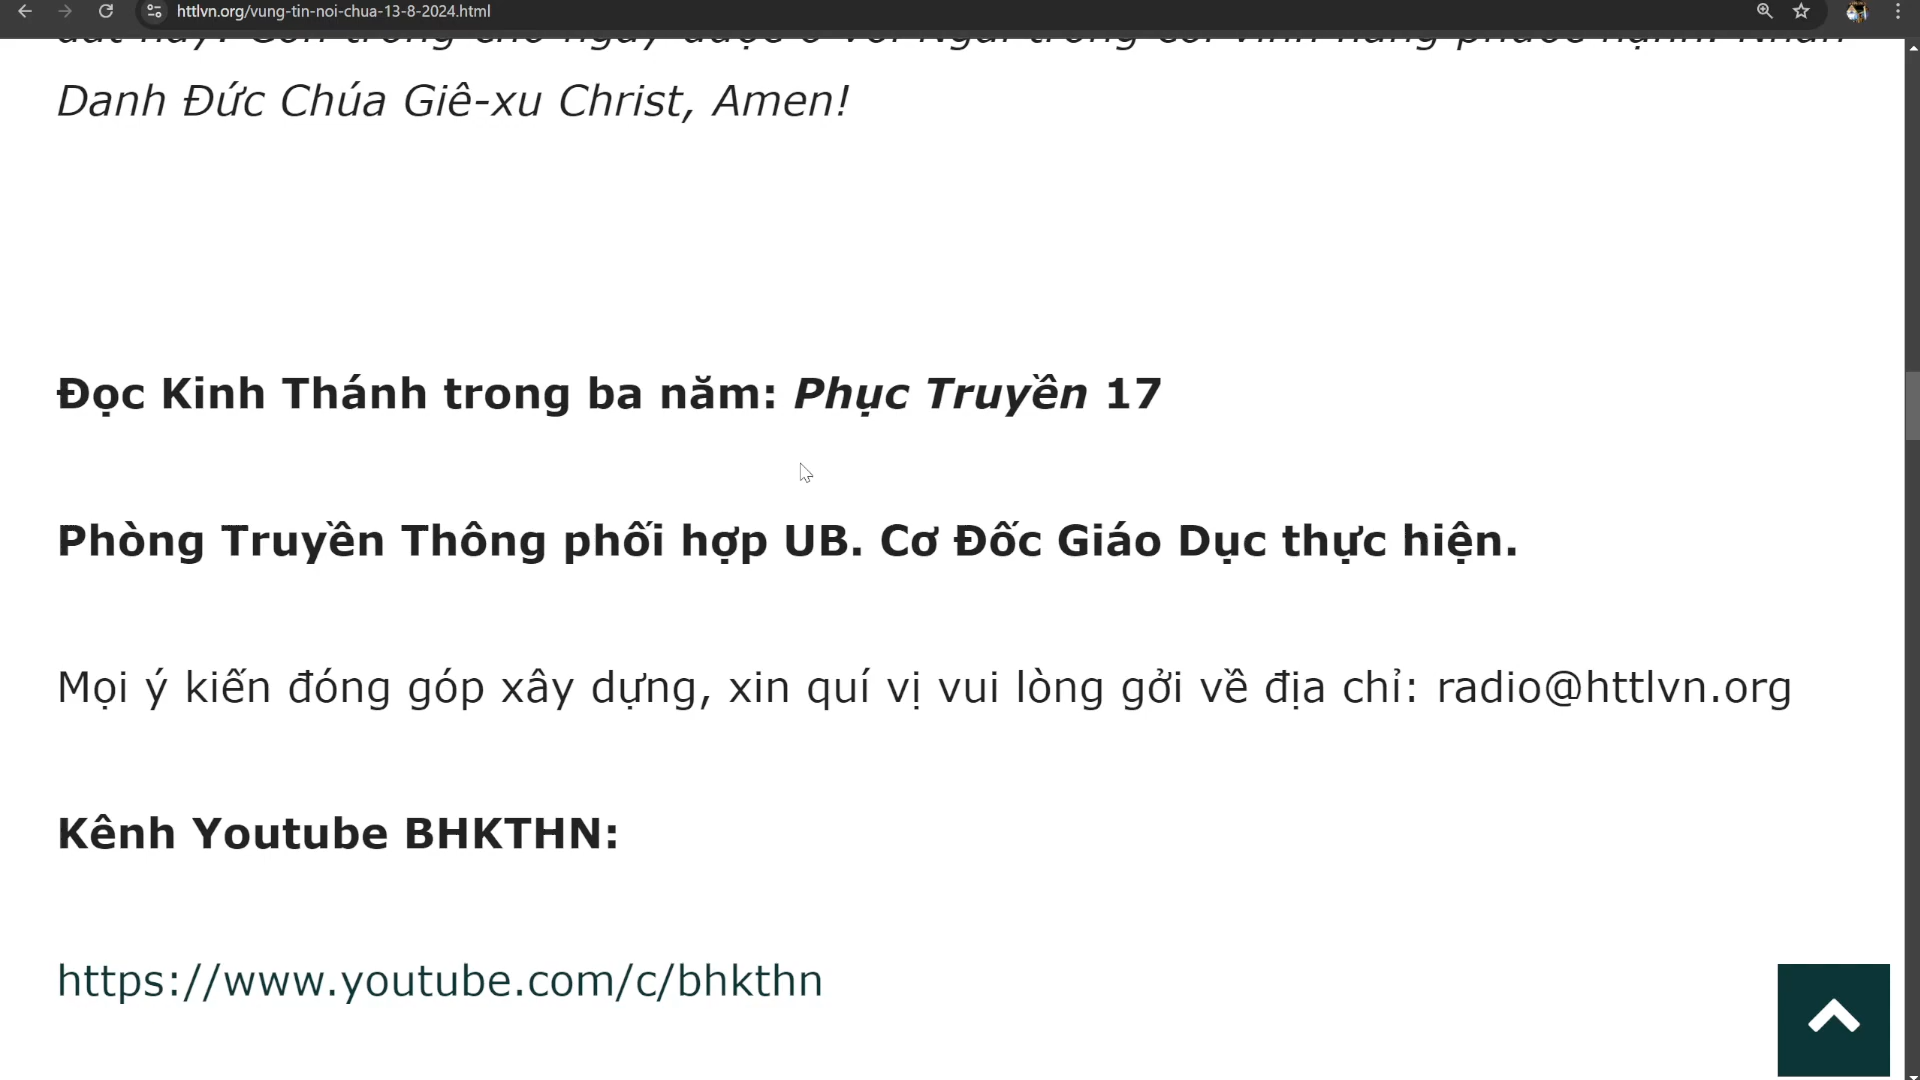 httlvn.org/vung-tin-noi-chua-13-8-2024.html
Danh Đức Chúa Giê-xu Christ, Amen!
Đọc Kinh Thánh trong ba năm: Phục Truyền 17
Phòng Truyền Thông phối hợp UB. Cơ Đốc Giáo Dục thực hiện.
Mọi ý kiến đóng góp xây dựng, xin quí vị vui lòng gởi về địa chỉ: radio@httlvn.org
Kênh Youtube BHKTHN:
https://www.youtube.com/c/bhkthn